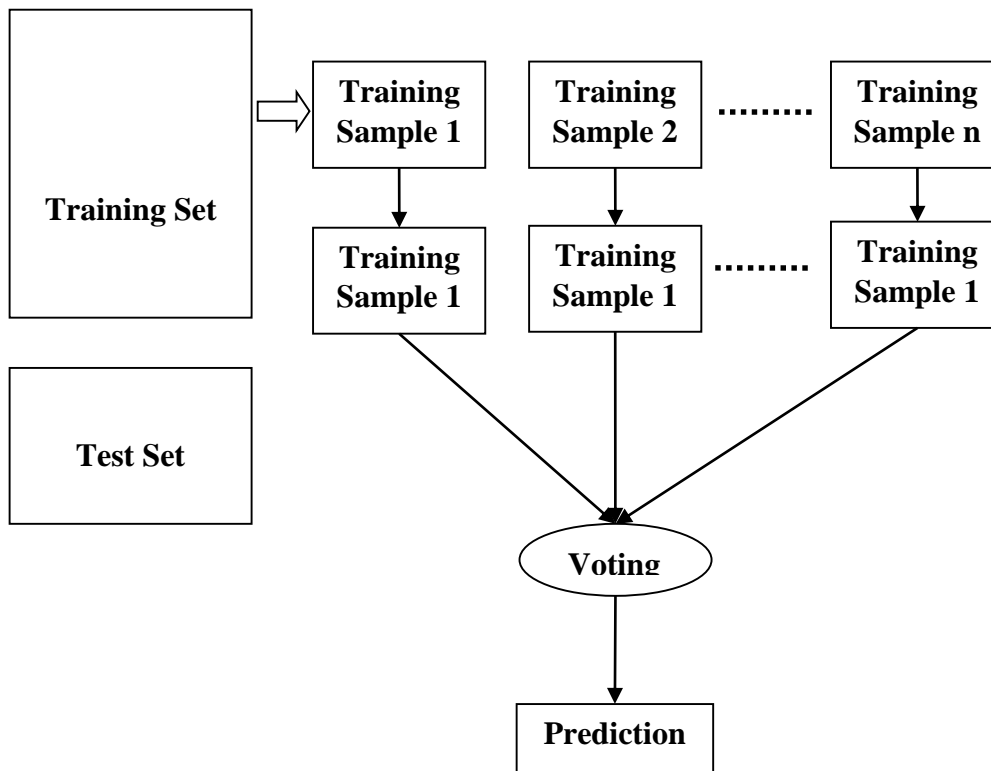 Training Set
Training
Sample 1
Training
Sample 2
Training
Sample n
Training
Sample 1
Training
Sample 1
Training
Sample 1
Test Set
Voting
Prediction